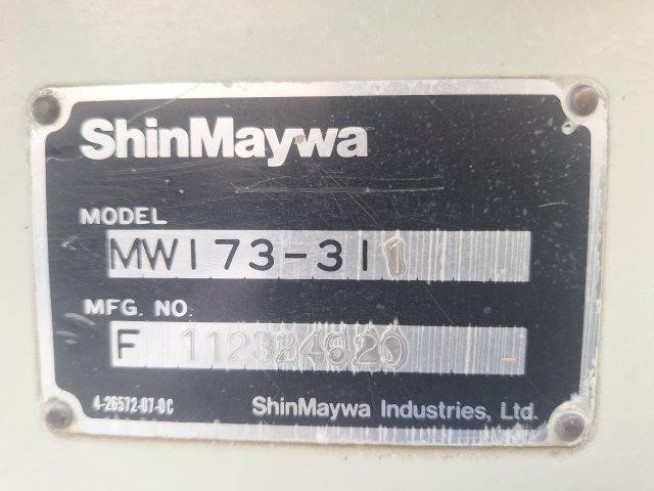 ShinMaywa
MODEL
MW173-311
MFG. NO.
F
4-26572-07-0C
ShinMaywa Industries, Ltd.